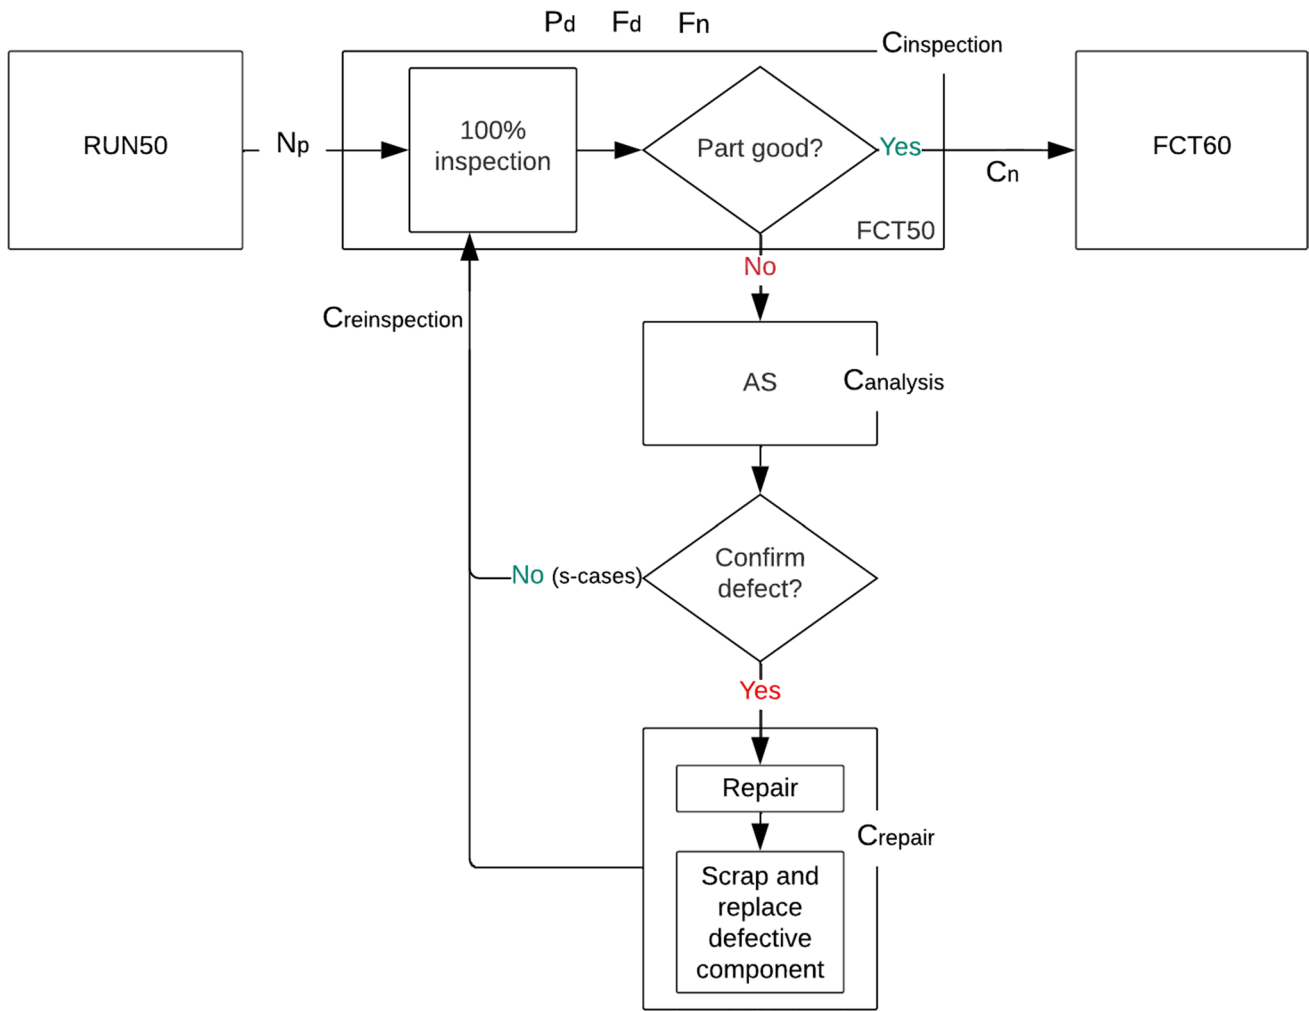 Pd Fd Fn
Cinspection
RUN50
Np
100%
inspection
Part good?
Yes
Cn
FCT60
FCT50
No
Creinspection
AS
Canalysis
Confirm
defect?
No (s-cases)
Yes
Repair
Crepair
Scrap and
replace
defective
component